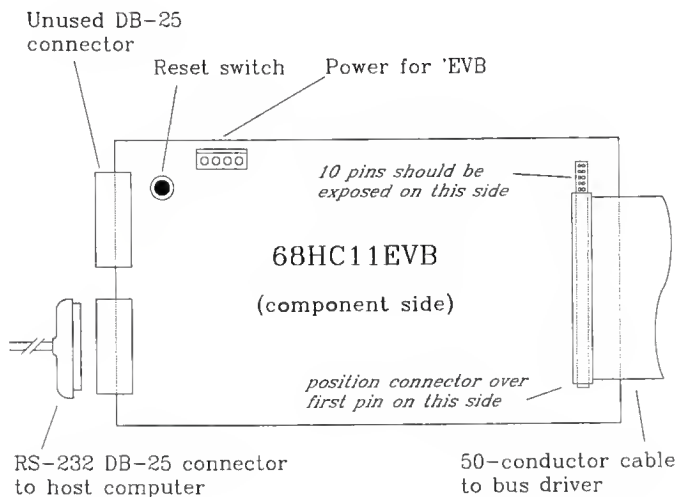 Unused DB-25
connector
Reset switch
Power for 'EVB
10 pins should be
exposed on this side
68HC11EVB
(component side)
position connector over
first pin on this side
RS-232 DB-25 connector
to host computer
50-conductor cable
to bus driver